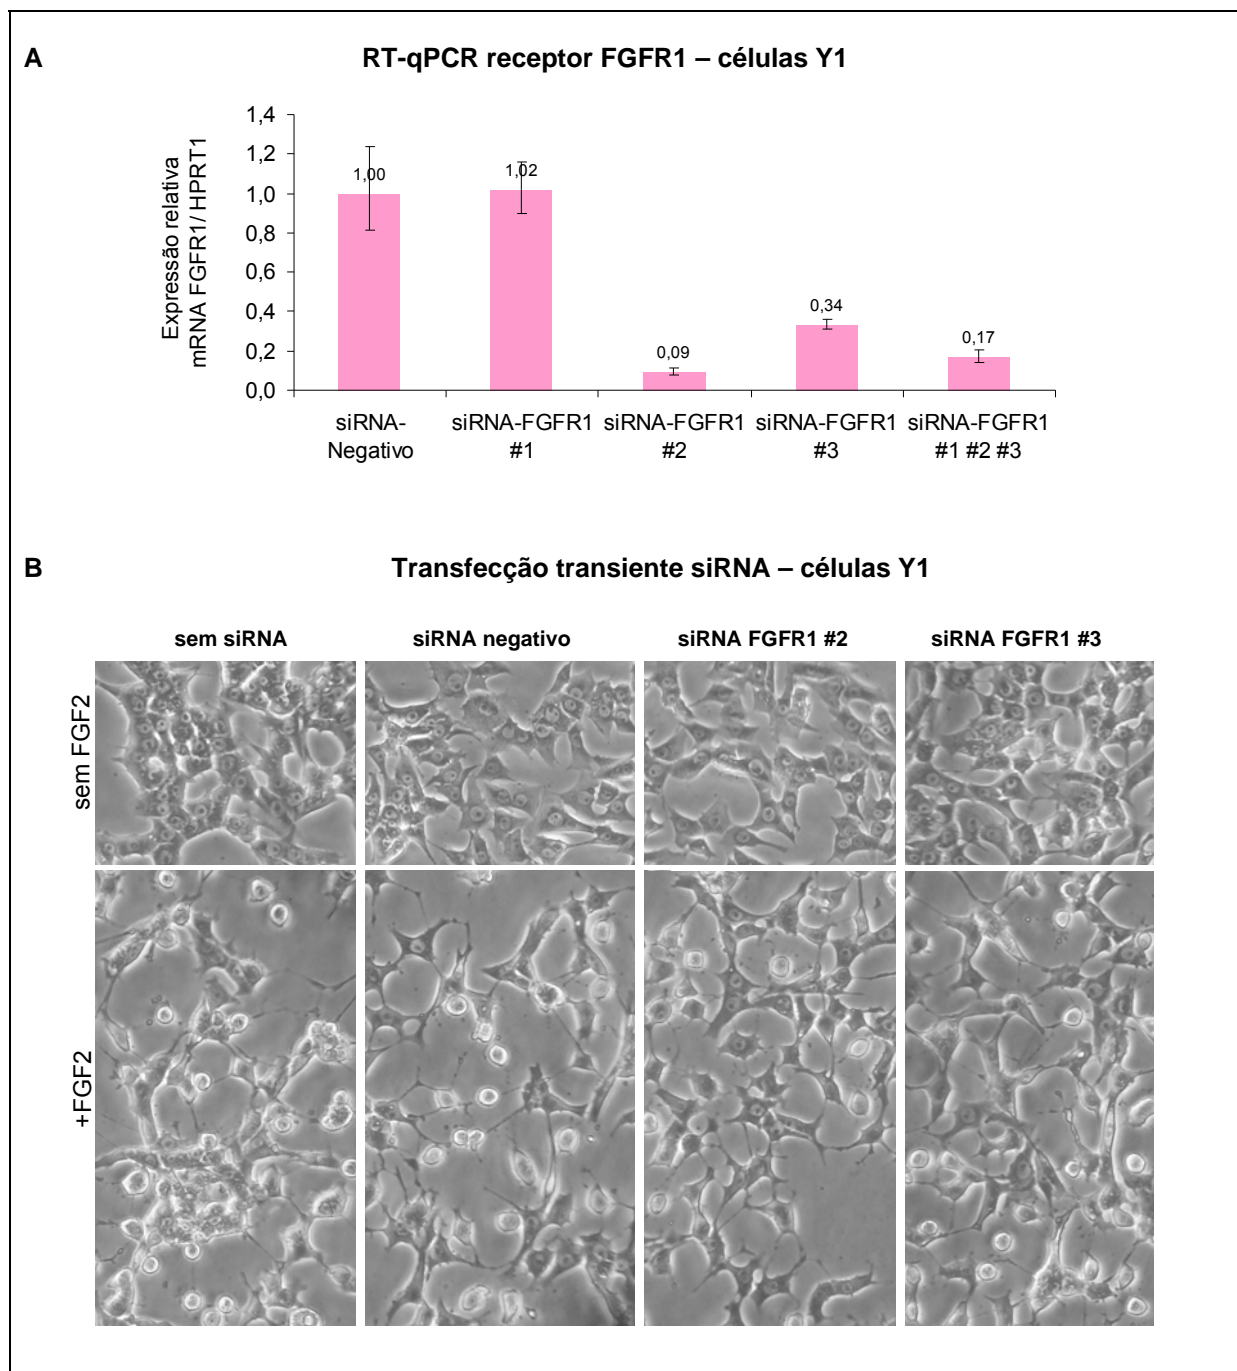 A
RT-qPCR receptor FGFR1 – células Y1
Expressão relativa
mRNA FGFR1/ HPRT1
1,4
1,2
1,0
0,8
0,6
0,4
0,2
0,0
1,00
1,02
0,09
0,34
0,17
siRNA-
Negativo
siRNA-FGFR1
#1
siRNA-FGFR1
#2
siRNA-FGFR1
#3
siRNA-FGFR1
#1 #2 #3
B
Transfecção transiente siRNA – células Y1
sem siRNA
siRNA negativo
siRNA FGFR1 #2
siRNA FGFR1 #3
sem FGF2
+FGF2